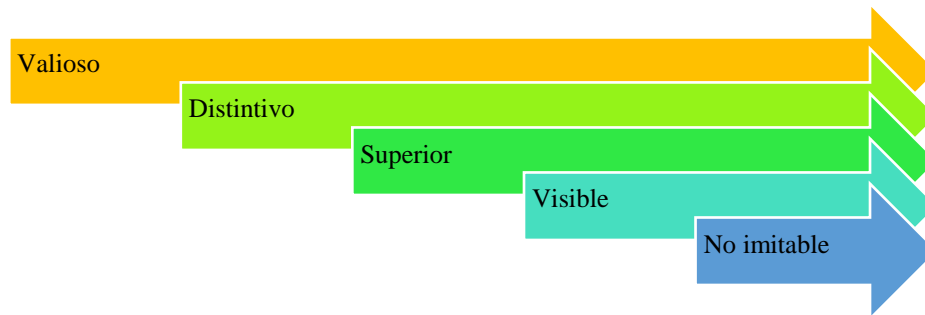 Valioso
Distintivo
Superior
Visible
No imitable